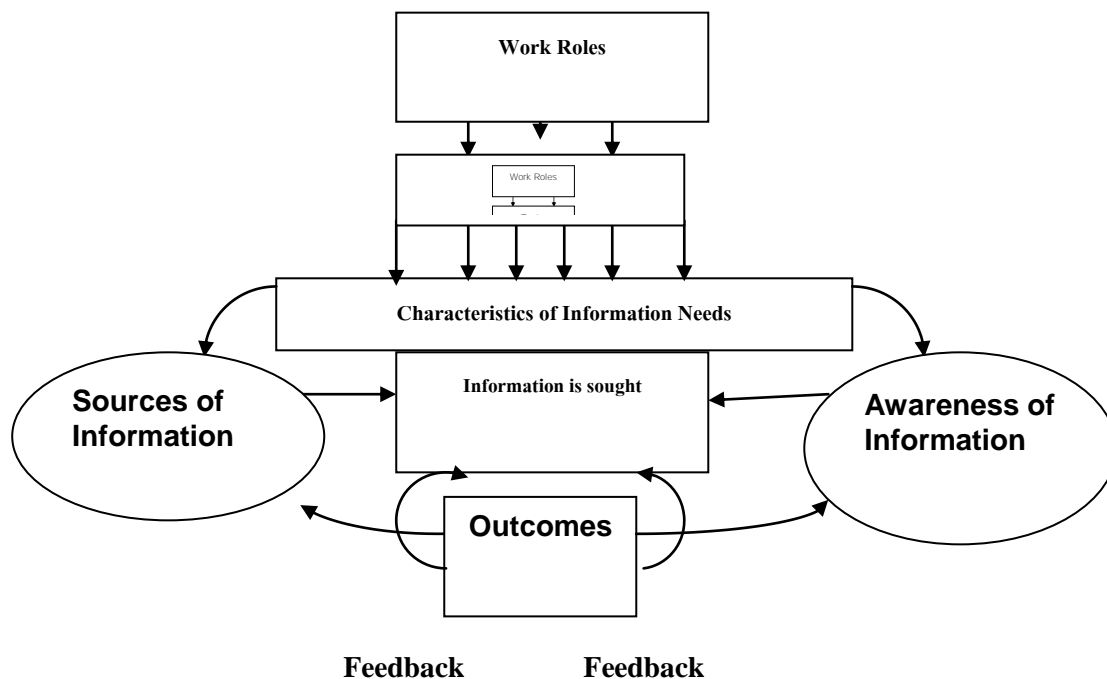 Work Roles
Work Roles
Characteristics of Information Needs
Information is sought
Sources of
Information
Awareness of
Information
Outcomes
Feedback Feedback